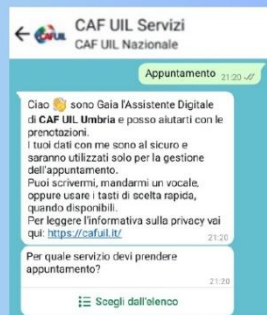 CAF UIL Servizi
CAF UIL Nazionale
Appuntamento 21:20
Ciao 👋 sono Gaia l'Assistente Digitale
di CAF UIL Umbria e posso aiutarti con le
prenotazioni.
I tuoi dati con me sono al sicuro e
saranno utilizzati solo per la gestione
dell'appuntamento.
Puoi scrivermi, mandarmi un vocale,
oppure usare i tasti di scelta rapida,
quando disponibili.
Per leggere l'informativa sulla privacy vai
qui: https://cafuil.it/
21:20
Per quale servizio devi prendere
appuntamento?
21:20
Scegli dall'elenco